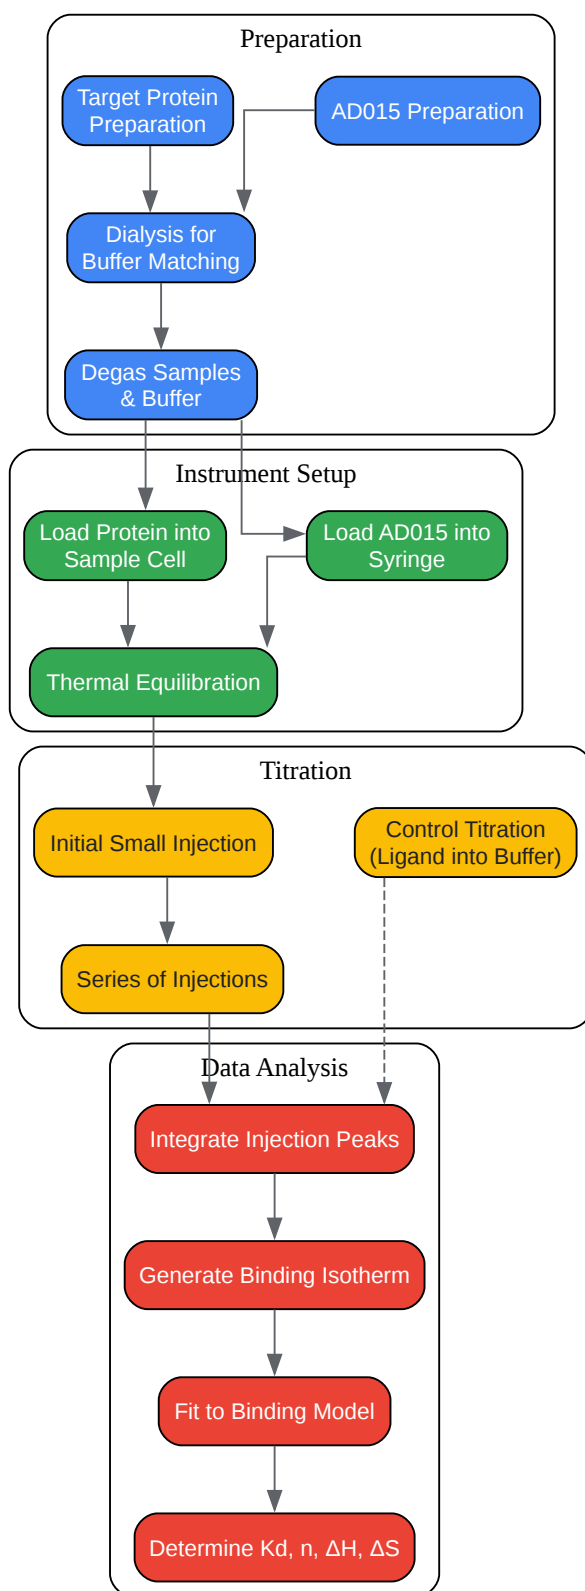 Preparation
Target Protein
Preparation
AD015 Preparation
Dialysis for
Buffer Matching
Degas Samples
& Buffer
Instrument Setup
Load Protein into
Sample Cell
Load AD015 into
Syringe
Thermal Equilibration
Titration
Initial Small Injection
Control Titration
(Ligand into Buffer)
Series of Injections
Data Analysis
Integrate Injection Peaks
Generate Binding Isotherm
Fit to Binding Model
Determine Kd, n, ΔH, ΔS